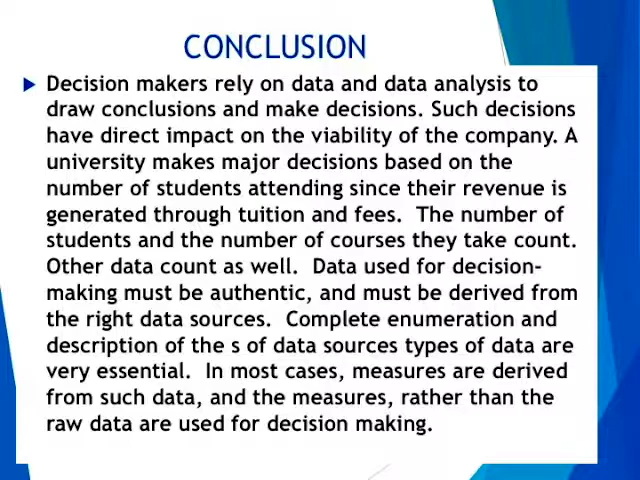 CONCLUSION
Decision makers rely on data and data analysis to
draw conclusions and make decisions. Such decisions
have direct impact on the viability of the company. A
university makes major decisions based on the
number of students attending since their revenue is
generated through tuition and fees.  The number of
students and the number of courses they take count.
Other data count as well.  Data used for decision-
making must be authentic, and must be derived from
the right data sources.  Complete enumeration and
description of the s of data sources types of data are
very essential.  In most cases, measures are derived
from such data, and the measures, rather than the
raw data are used for decision making.